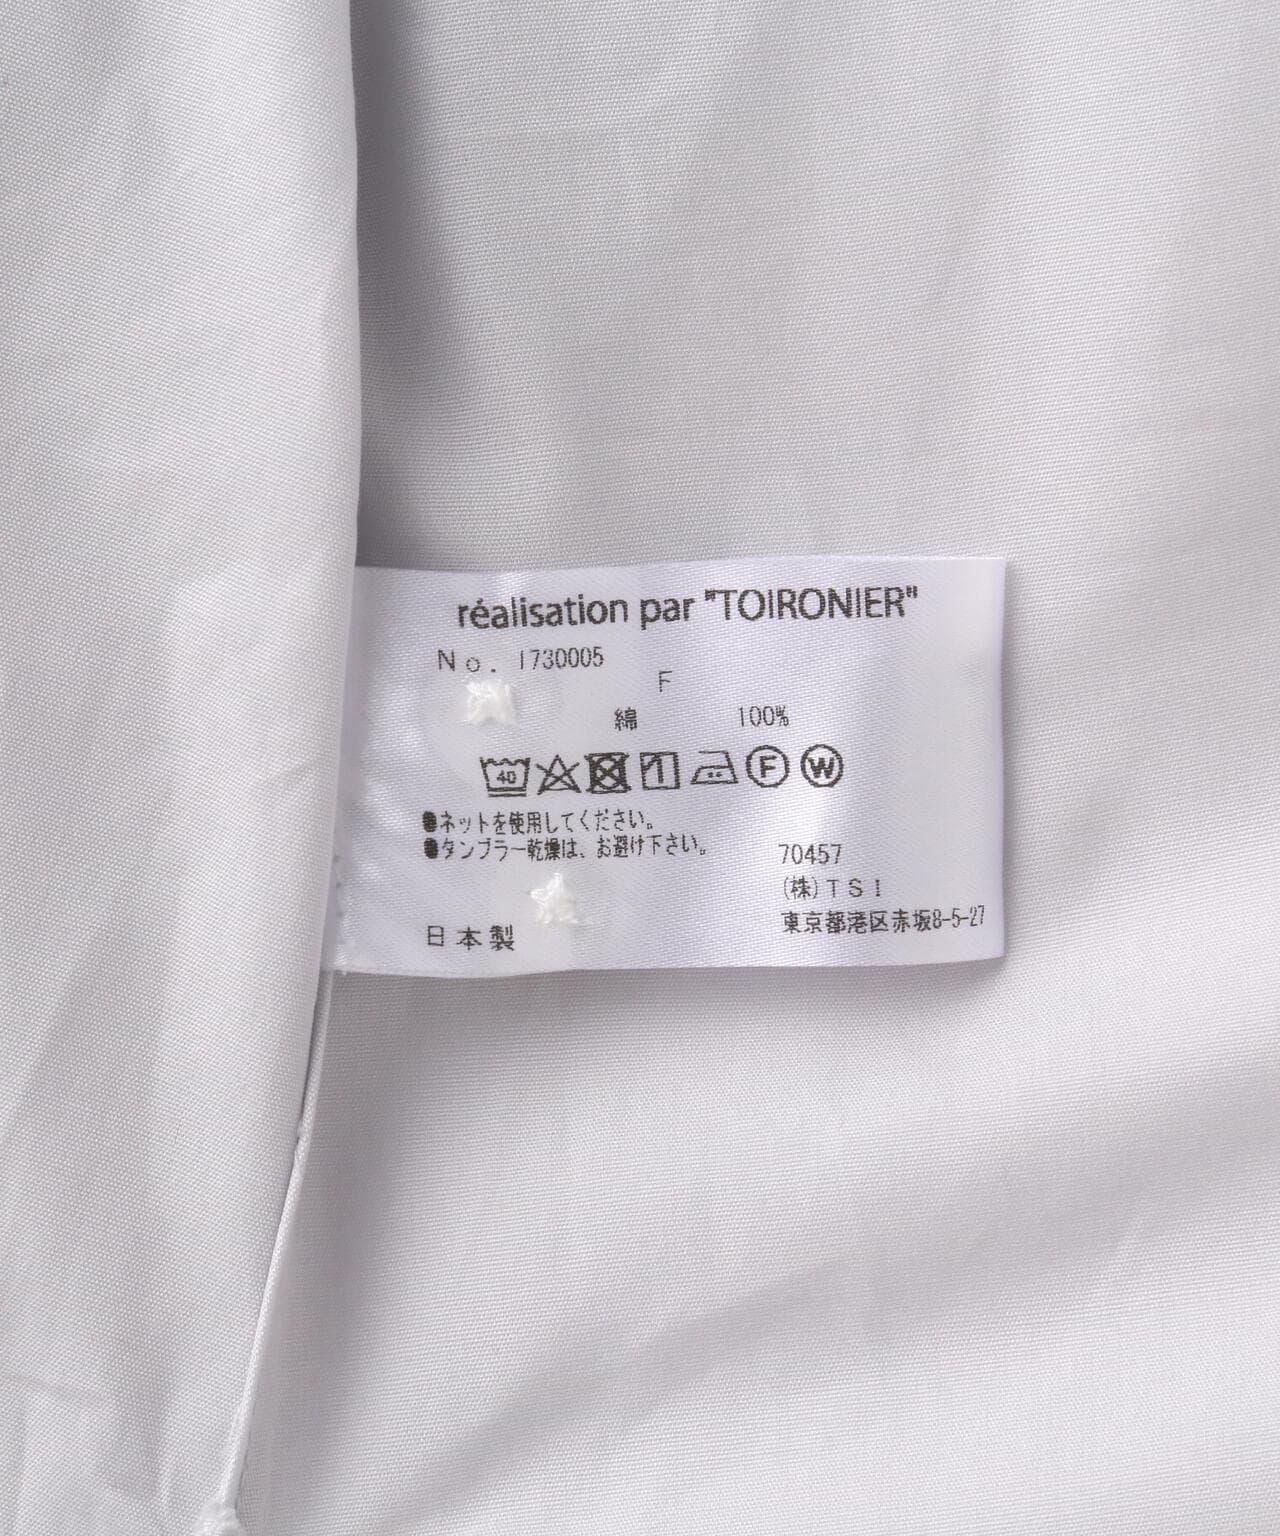 réalisation par "TOIRONIER"
No. 1730005
F
綿 100%
40 F W
●ネットを使用してください。
●タンブラー乾燥は、お避け下さい。
70457
(株)TSI
東京都港区赤坂8-5-27
日本製